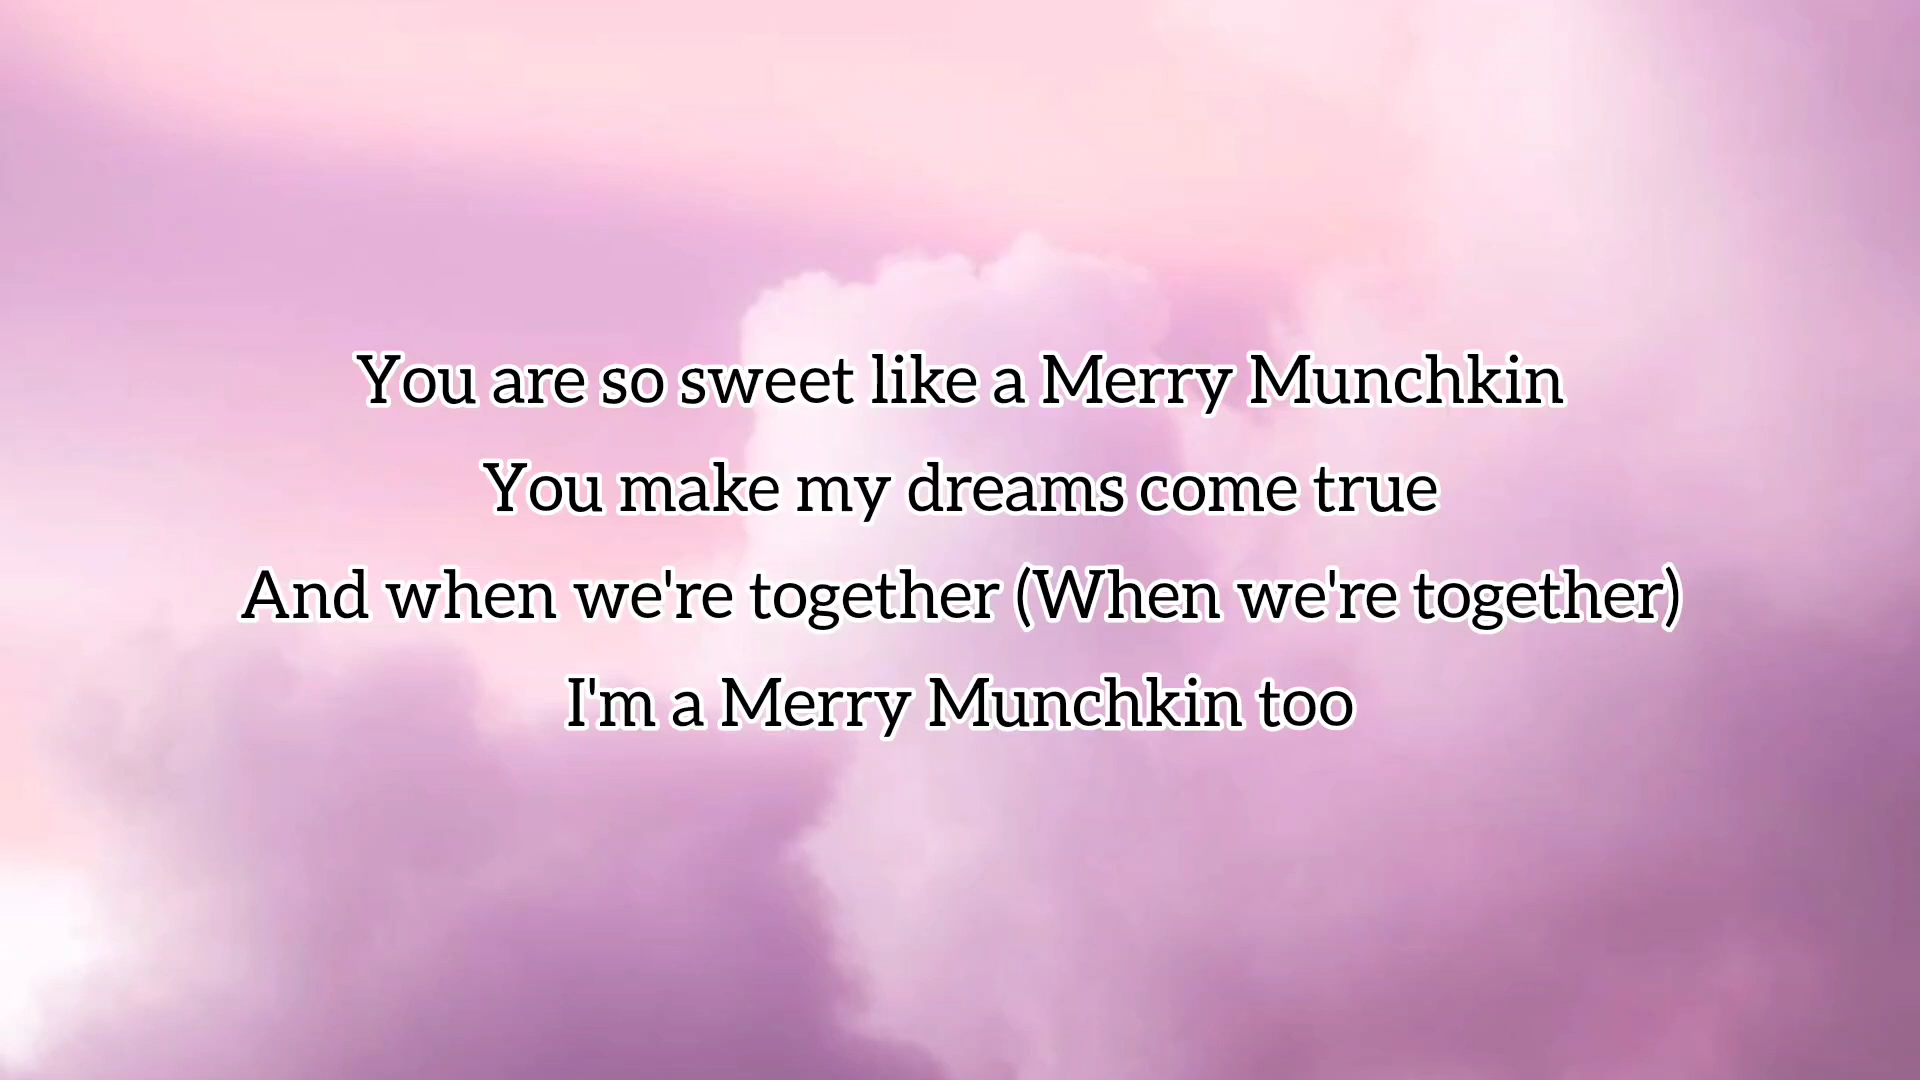 You are so sweet like a Merry Munchkin
You make my dreams come true
And when we're together (When we're together)
I'm a Merry Munchkin too